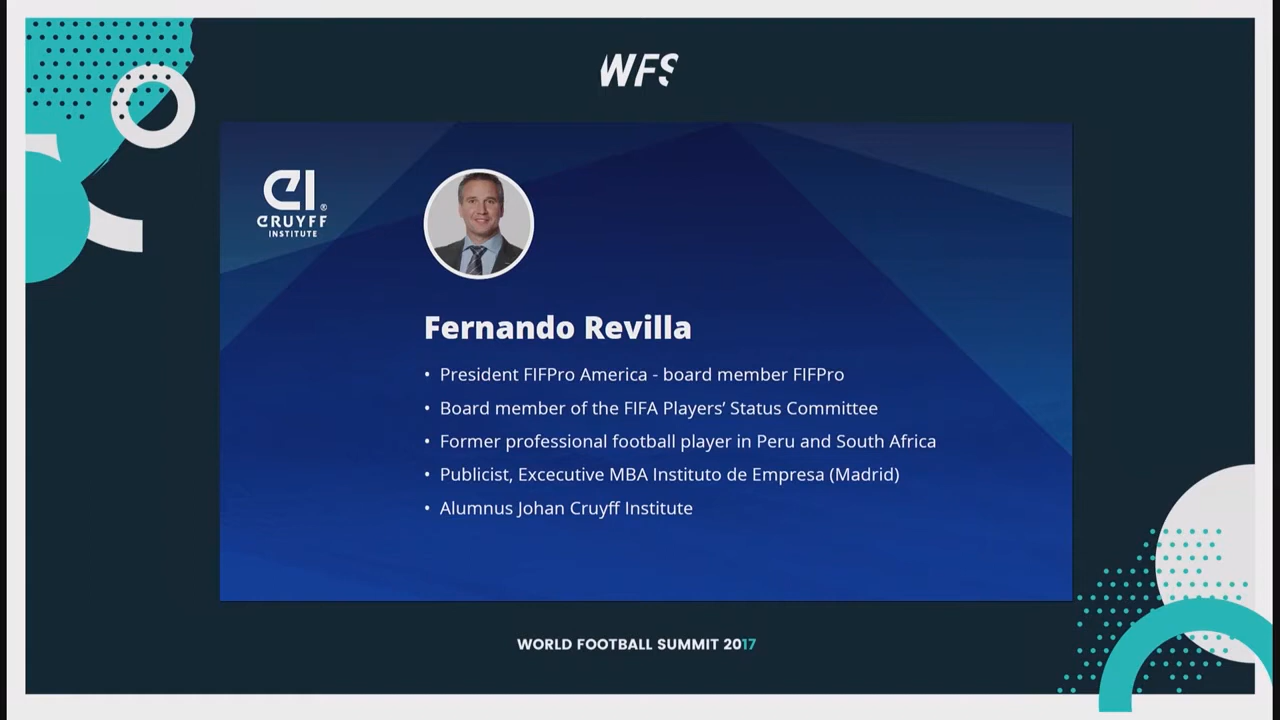 WFS
CI®
CRUYFF
INSTITUTE
Fernando Revilla
• President FIFPro America - board member FIFPro
• Board member of the FIFA Players’ Status Committee
• Former professional football player in Peru and South Africa
• Publicist, Excecutive MBA Instituto de Empresa (Madrid)
• Alumnus Johan Cruyff Institute
WORLD FOOTBALL SUMMIT 2017